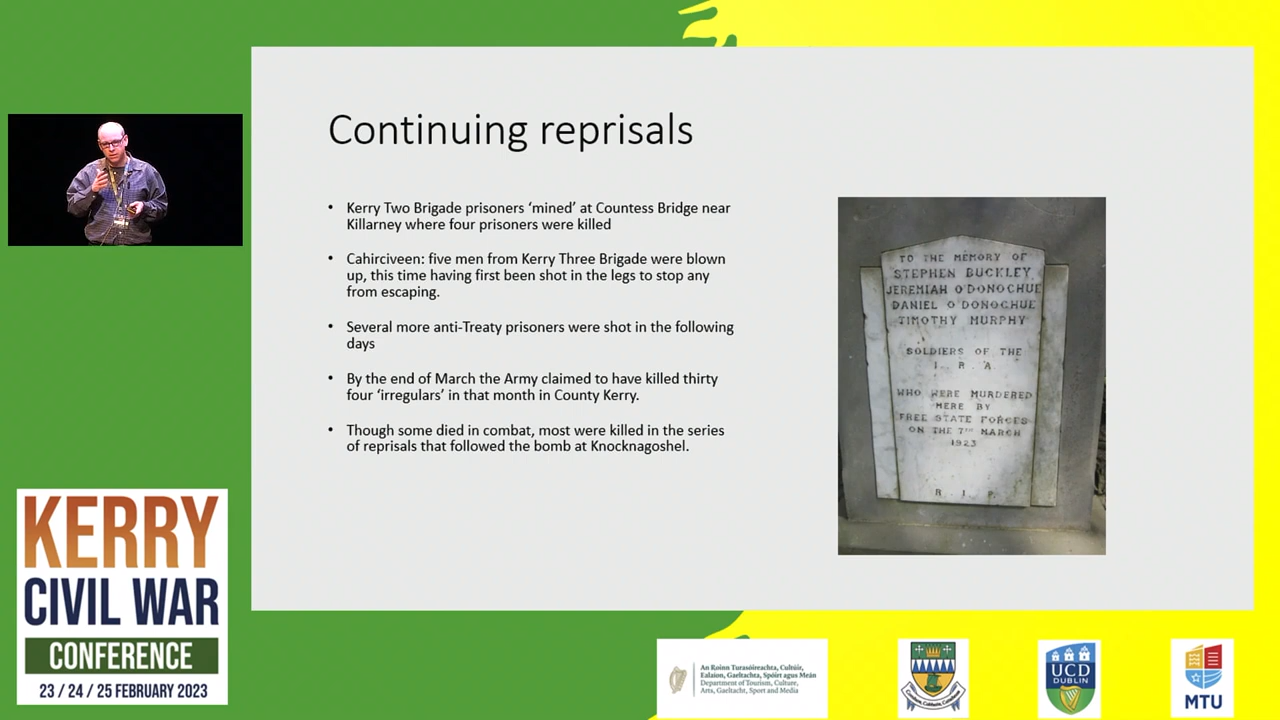 Continuing reprisals
• Kerry Two Brigade prisoners ‘mined’ at Countess Bridge near
Killarney where four prisoners were killed
• Cahirciveen: five men from Kerry Three Brigade were blown
up, this time having first been shot in the legs to stop any
from escaping.
• Several more anti-Treaty prisoners were shot in the following
days
• By the end of March the Army claimed to have killed thirty
four ‘irregulars’ in that month in County Kerry.
• Though some died in combat, most were killed in the series
of reprisals that followed the bomb at Knocknagoshel.
TO THE MEMORY OF
STEPHEN BUCKLEY
JEREMIAH O'DONOGHUE
DANIEL O'DONOGHUE
TIMOTHY MURPHY
SOLDIERS OF THE
I. R. A.
WHO WERE MURDERED
HERE BY
FREE STATE FORCES
ON THE 7TH MARCH
1923
R. I. P.
KERRY
CIVIL WAR
CONFERENCE
23 / 24 / 25 FEBRUARY 2023
An Roinn Turasóireachta, Cultúir,
Ealaíon, Gaeltachta, Spóirt agus Meán
Department of Tourism, Culture,
Arts, Gaeltacht, Sport and Media
UCD
DUBLIN
MTU